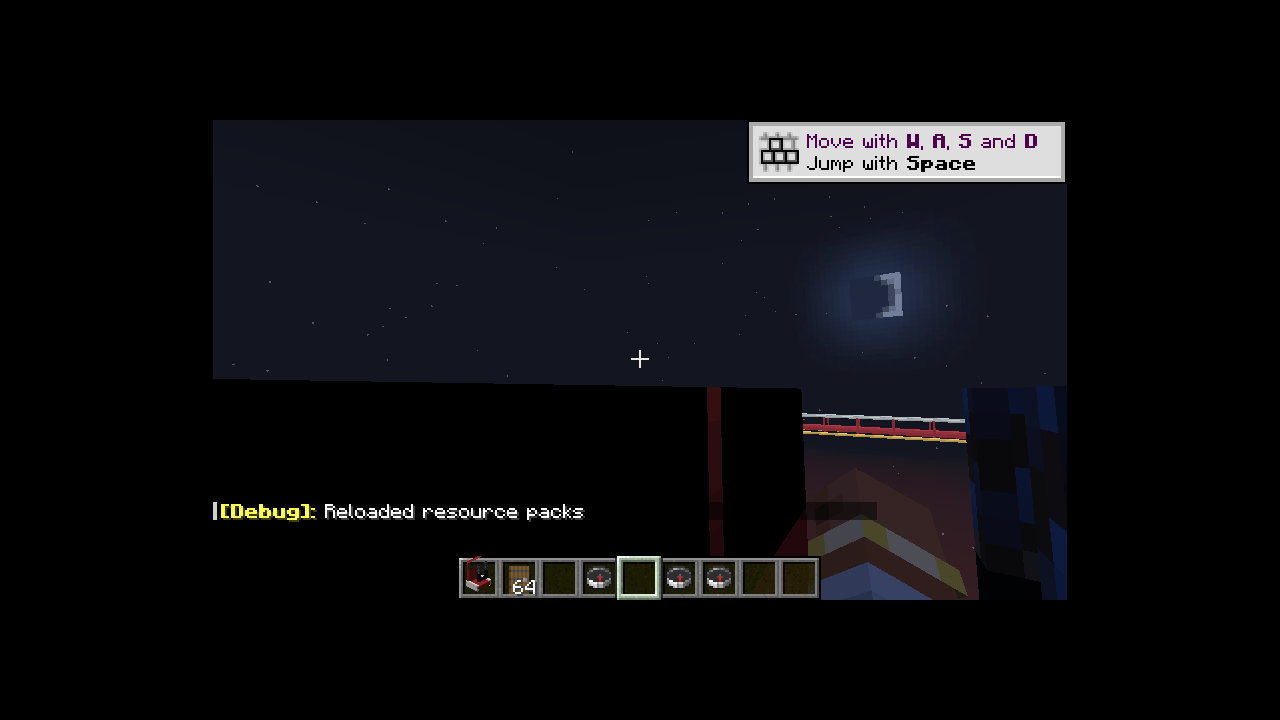 Move with W, A, S and D
Jump with Space
[Debug]: Reloaded resource packs
64